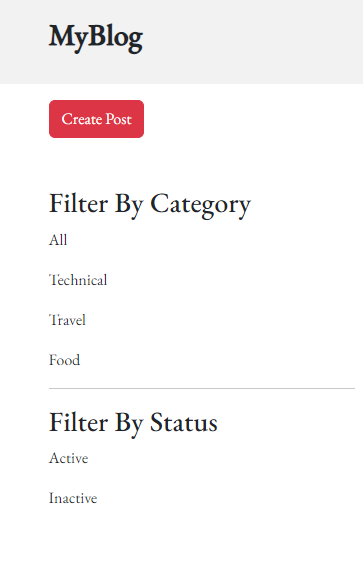 MyBlog
Create Post
Filter By Category
All
Technical
Travel
Food
Filter By Status
Active
Inactive